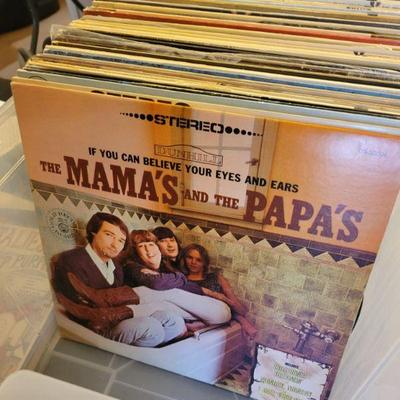 STEREO
DUNHILL
IF YOU CAN BELIEVE YOUR EYES AND EARS
THE MAMA'S AND THE PAPA'S